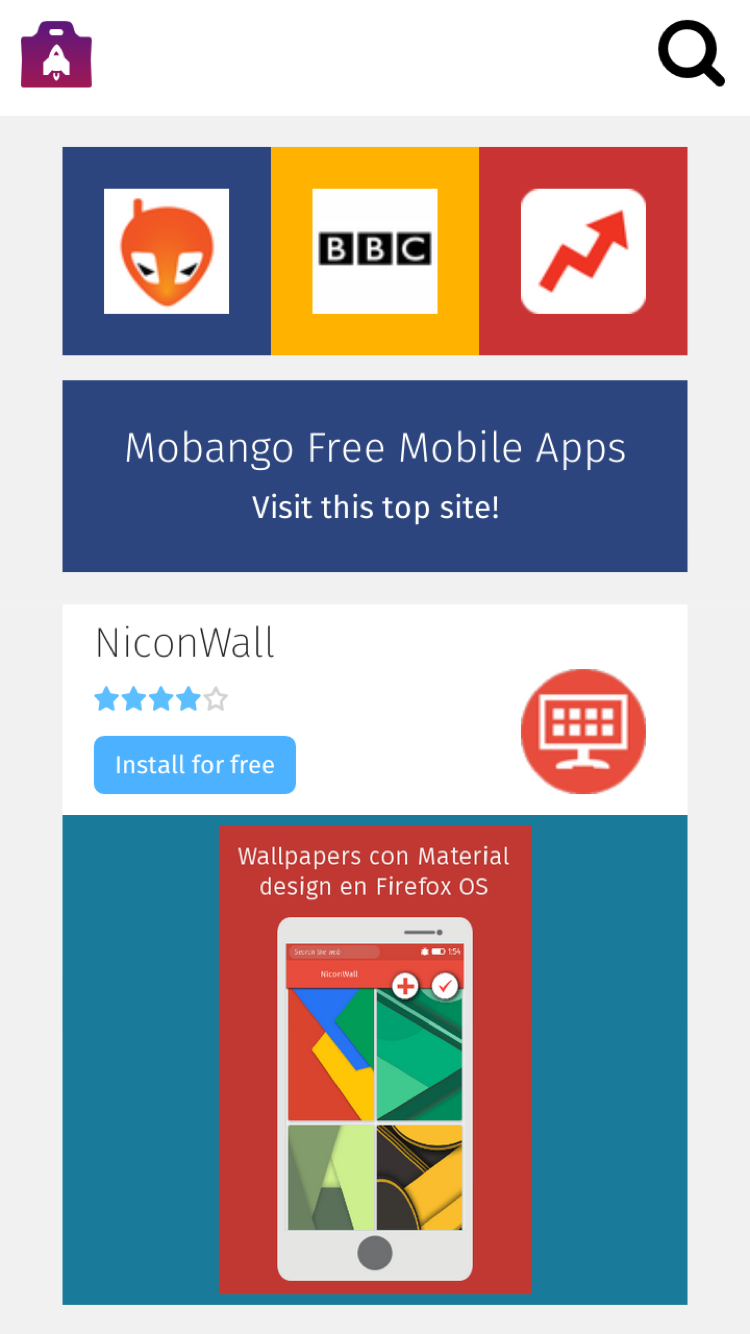 BBC
Mobango Free Mobile Apps
Visit this top site!
NiconWall
Install for free
Wallpapers con Material
design en Firefox OS
Search the web
1:54
NiconWall